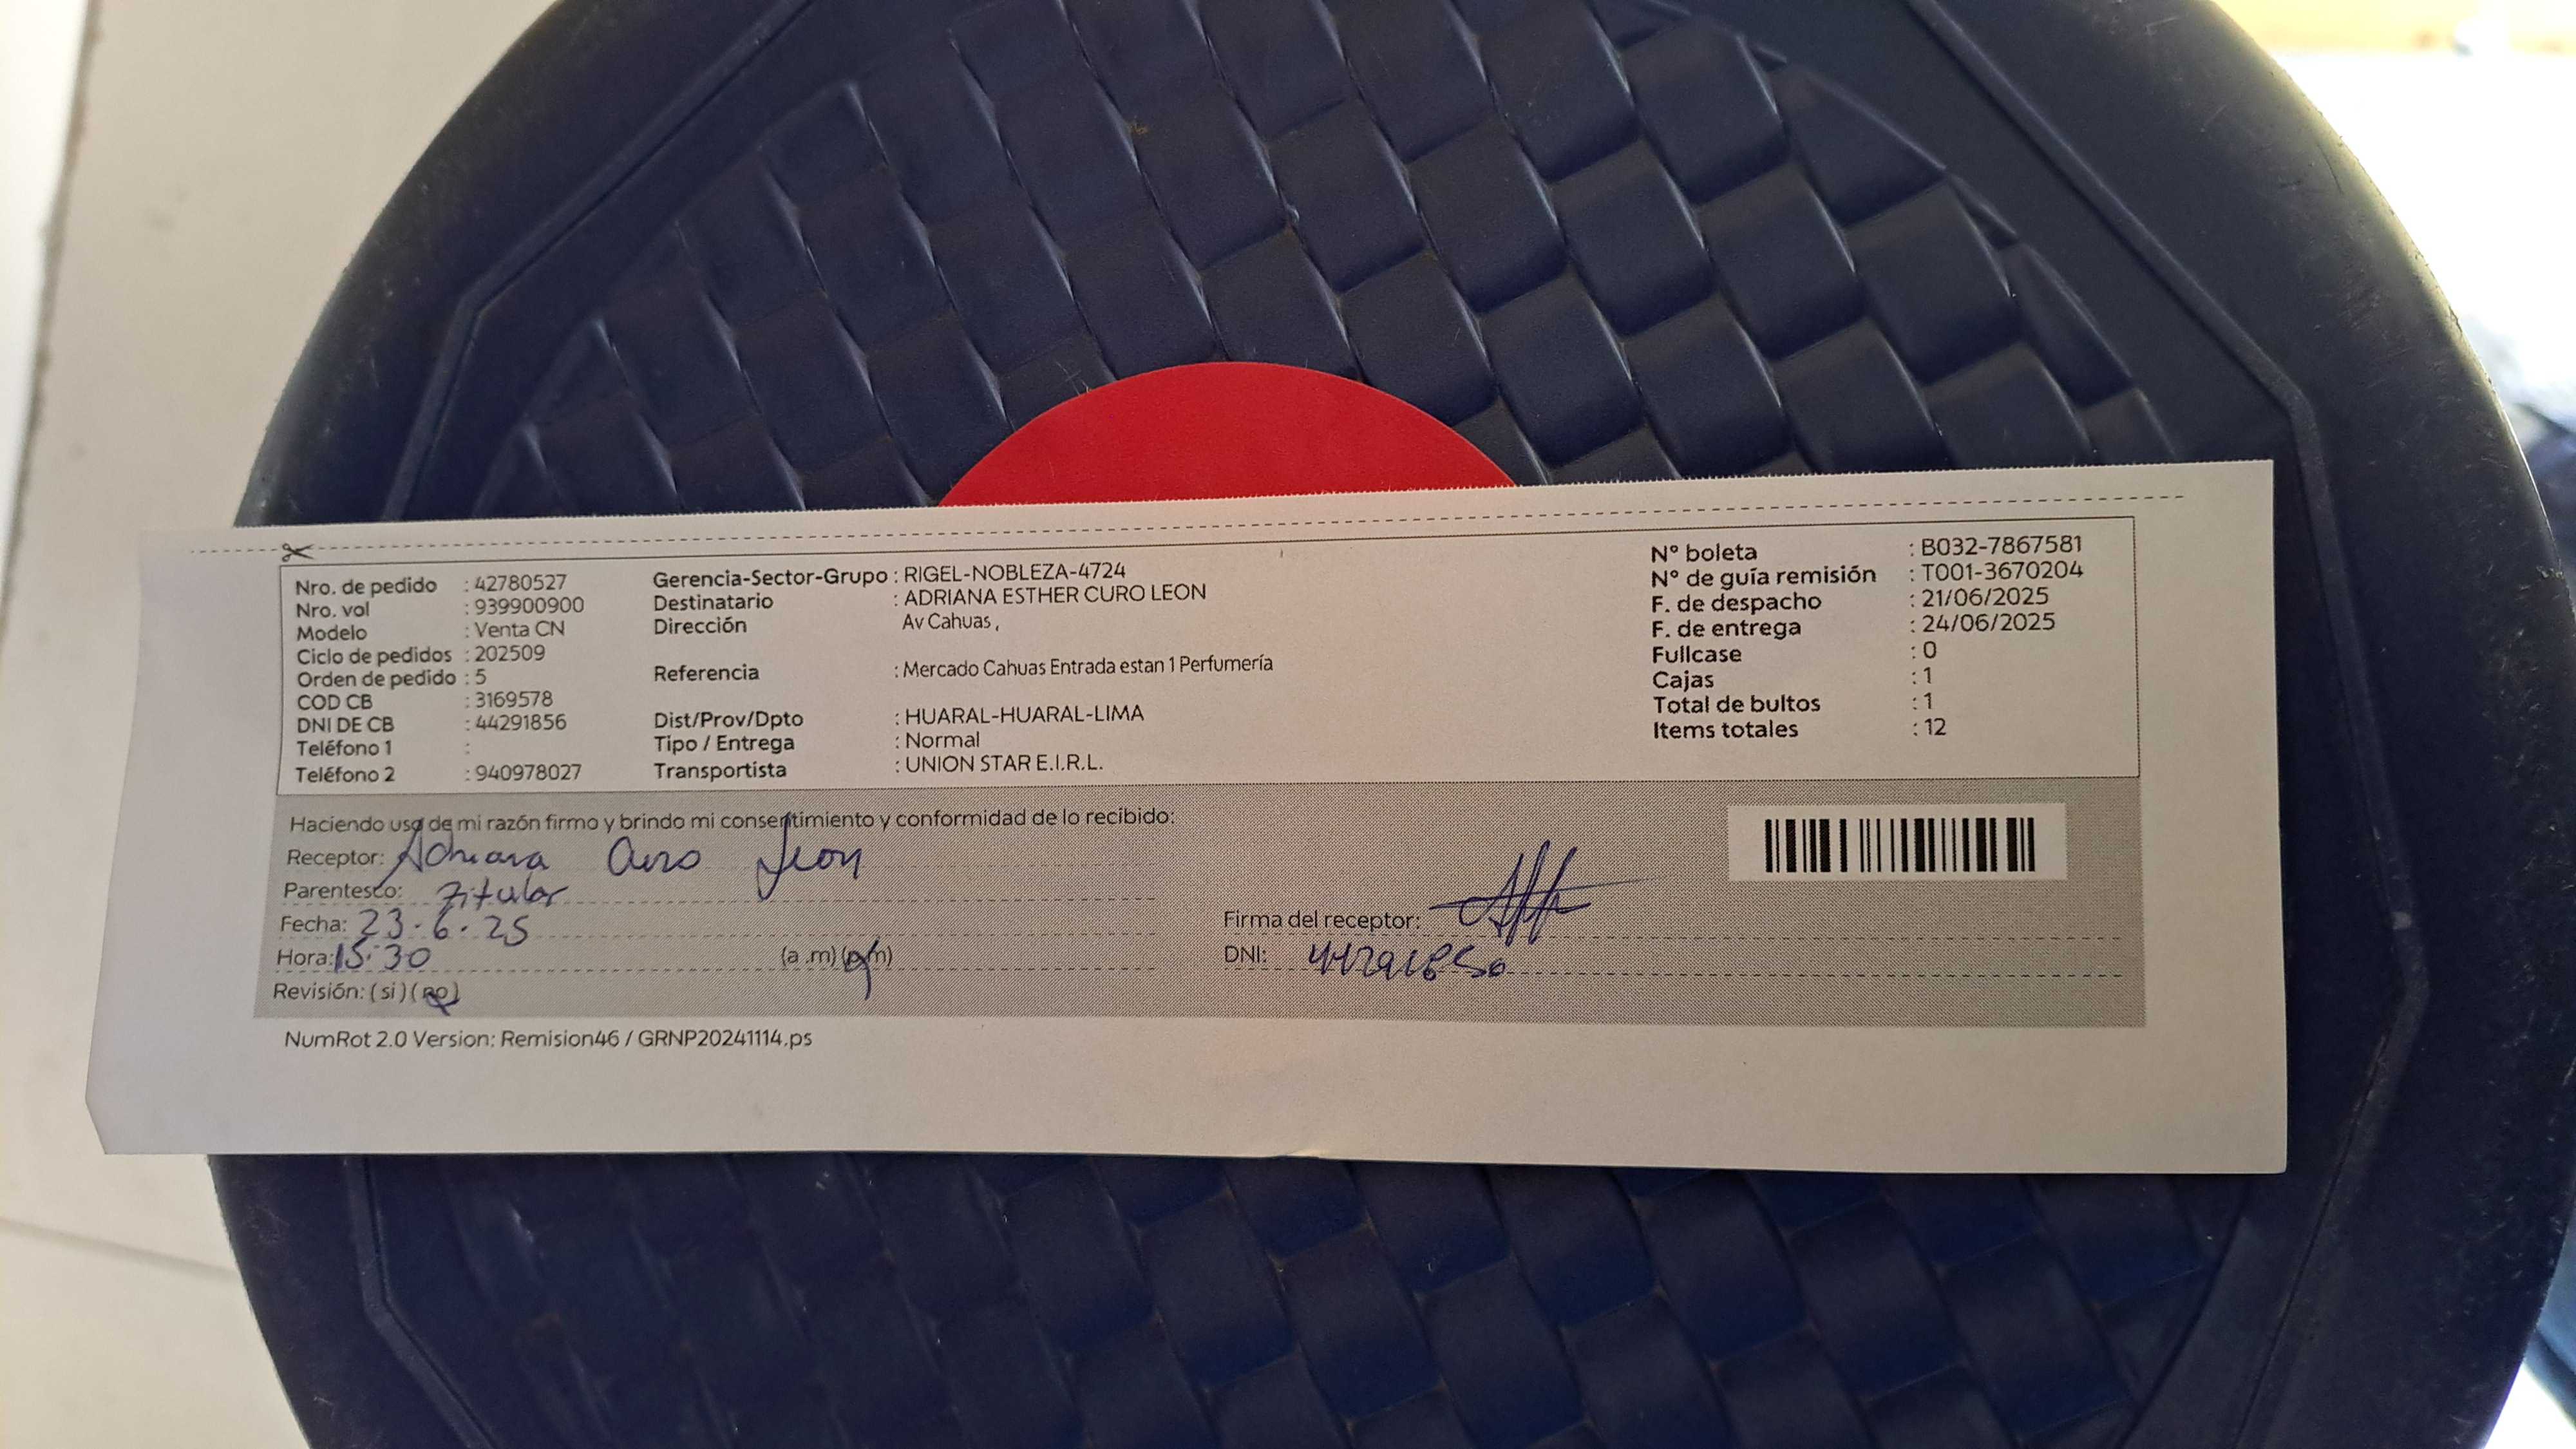 Nro. de pedido : 42780527
Nro. vol : 939900900
Modelo : Venta CN
Ciclo de pedidos : 202509
Orden de pedido : 5
COD CB : 3169578
DNI DE CB : 44291856
Teléfono 1 :
Teléfono 2 : 940978027
Gerencia-Sector-Grupo : RIGEL-NOBLEZA-4724
Destinatario : ADRIANA ESTHER CURO LEON
Dirección Av Cahuas ,
Referencia : Mercado Cahuas Entrada estan 1 Perfumería
Dist/Prov/Dpto : HUARAL-HUARAL-LIMA
Tipo / Entrega : Normal
Transportista : UNION STAR E.I.R.L.
N° boleta : B032-7867581
N° de guía remisión : T001-3670204
F. de despacho : 21/06/2025
F. de entrega : 24/06/2025
Fullcase : 0
Cajas : 1
Total de bultos : 1
Items totales : 12
Haciendo uso de mi razón firmo y brindo mi consentimiento y conformidad de lo recibido:
Receptor: Adriana Curo Leon
Parentesco: Titular
Fecha: 23.6.25
Hora: 15:30 (a .m) (p.m)
Revisión: ( si ) ( no )
Firma del receptor:
DNI:
NumRot 2.0 Version: Remision46 / GRNP20241114.ps